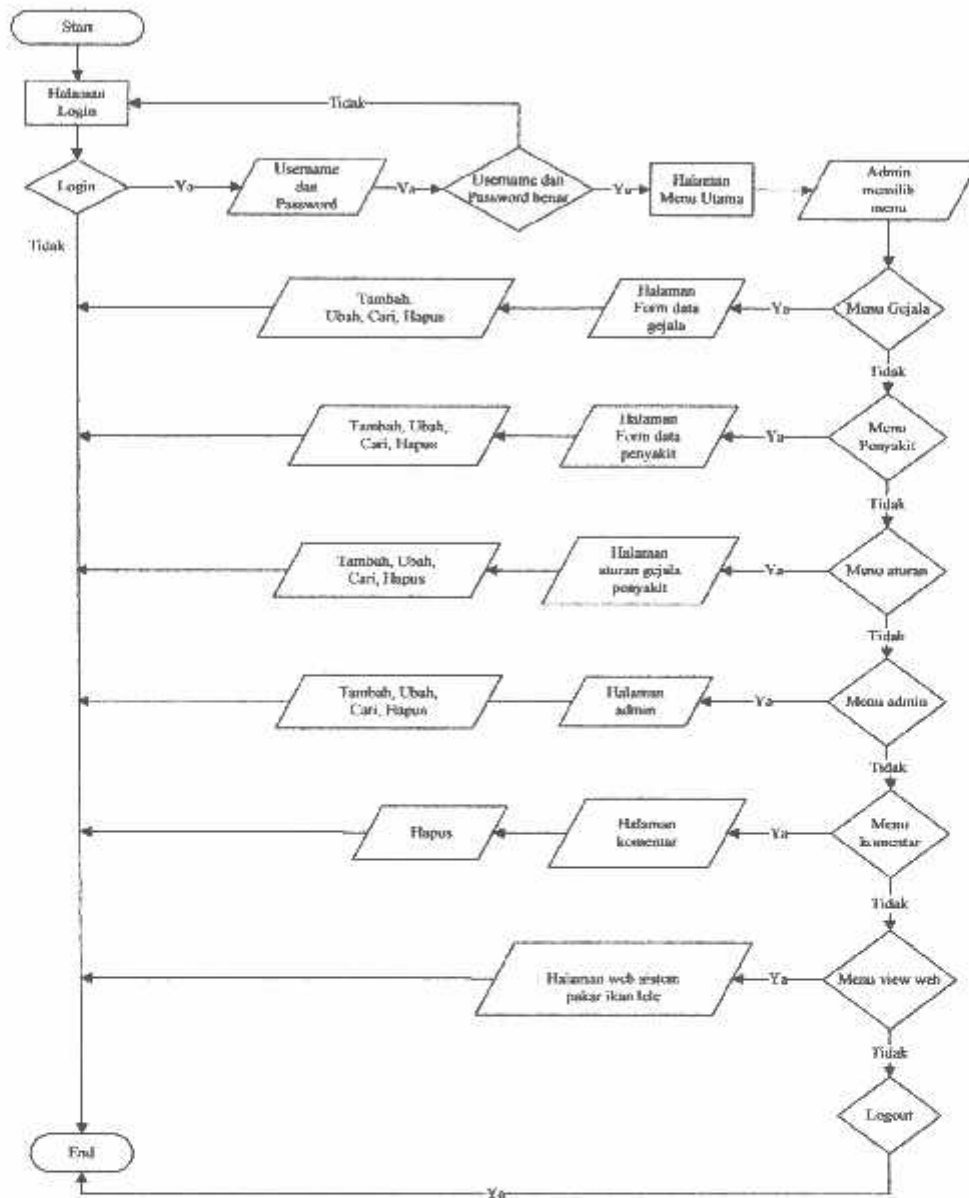 Start
Halaman
Login
Tidak
Login
Ya
Username
dan
Password
Ya
Username dan
Password benar
Ya
Halaman
Menu Utama
Admin
memilih
menu
Tidak
Tambah,
Ubah, Cari, Hapus
Halaman
Form data
gejala
Ya
Menu Gejala
Tidak
Tambah, Ubah,
Cari, Hapus
Halaman
Form data
penyakit
Ya
Menu
Penyakit
Tidak
Tambah, Ubah,
Cari, Hapus
Halaman
aturan gejala
penyakit
Ya
Menu aturan
Tidak
Tambah, Ubah,
Cari, Hapus
Halaman
admin
Ya
Menu admin
Tidak
Hapus
Halaman
komentar
Ya
Menu
komentar
Tidak
Halaman web sistem
pakar ikan lele
Ya
Menu view web
Tidak
Logout
End
Ya